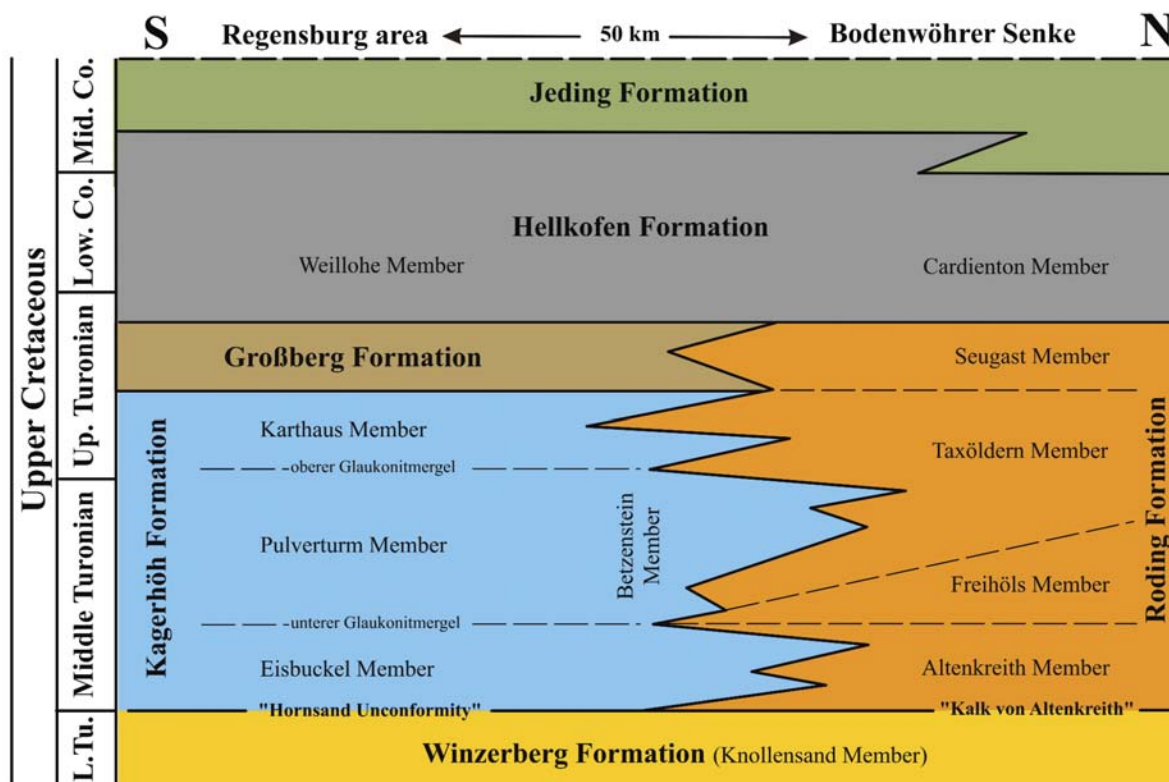 S Regensburg area 50 km Bodenwöhrer Senke N
Upper Cretaceous
Mid. Co.
Low. Co.
Up. Turonian
Middle Turonian
L.Tu.
Jeding Formation
Hellkofen Formation
Weillohe Member
Cardienton Member
Großberg Formation
Seugast Member
Kagerhöh Formation
Karthaus Member
oberer Glaukonitmergel
Taxöldern Member
Roding Formation
Pulverturm Member
Betzenstein
Member
Freihöls Member
unterer Glaukonitmergel
Eisbuckel Member
Altenkreith Member
"Hornsand Unconformity"
"Kalk von Altenkreith"
Winzerberg Formation (Knollensand Member)